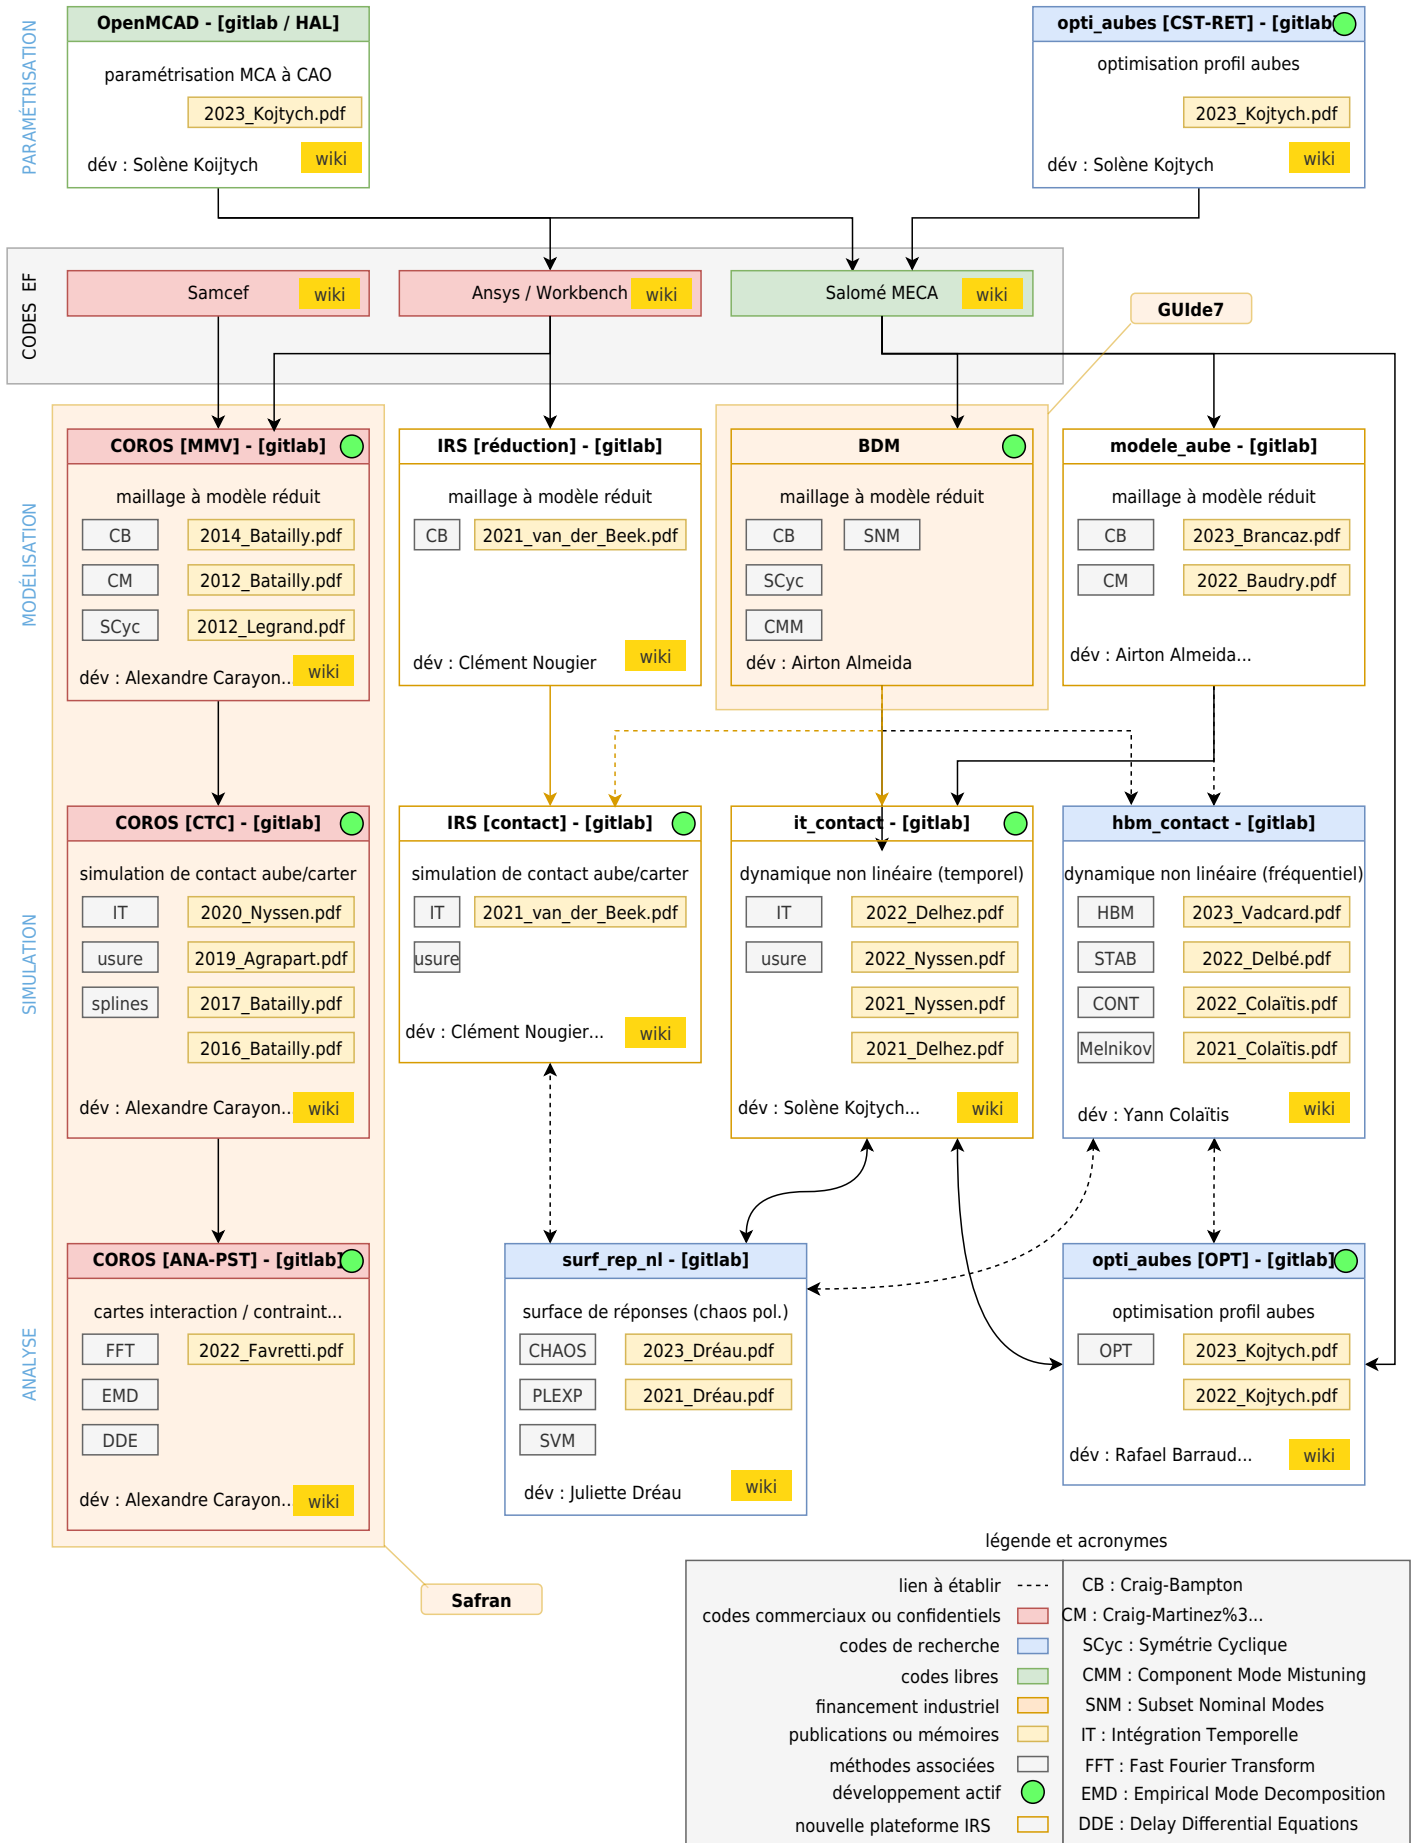 PARAMÉTRISATION
OpenMCAD - [gitlab / HAL]
paramétrisation MCA à CAO
2023_Kojtych.pdf
wiki
dév : Solène Koijtych
opti_aubes [CST-RET] - [gitlab]
optimisation profil aubes
2023_Kojtych.pdf
wiki
dév : Solène Kojtych
CODES EF
Samcef
wiki
Ansys / Workbench
wiki
Salomé MECA
wiki
GUIde7
MODÉLISATION
COROS [MMV] - [gitlab]
maillage à modèle réduit
CB
2014_Batailly.pdf
CM
2012_Batailly.pdf
SCyc
2012_Legrand.pdf
dév : Alexandre Carayon...
wiki
IRS [réduction] - [gitlab]
maillage à modèle réduit
CB
2021_van_der_Beek.pdf
dév : Clément Nougier
wiki
BDM
maillage à modèle réduit
CB
SNM
SCyc
CMM
dév : Airton Almeida
modele_aube - [gitlab]
maillage à modèle réduit
CB
2023_Brancaz.pdf
CM
2022_Baudry.pdf
dév : Airton Almeida...
SIMULATION
COROS [CTC] - [gitlab]
simulation de contact aube/carter
IT
2020_Nyssen.pdf
usure
2019_Agrapart.pdf
splines
2017_Batailly.pdf
2016_Batailly.pdf
dév : Alexandre Carayon...
wiki
IRS [contact] - [gitlab]
simulation de contact aube/carter
IT
2021_van_der_Beek.pdf
usure
dév : Clément Nougier...
wiki
it_contact - [gitlab]
dynamique non linéaire (temporel)
IT
2022_Delhez.pdf
usure
2022_Nyssen.pdf
2021_Nyssen.pdf
2021_Delhez.pdf
dév : Solène Kojtych...
wiki
hbm_contact - [gitlab]
dynamique non linéaire (fréquentiel)
HBM
2023_Vadcard.pdf
STAB
2022_Delbé.pdf
CONT
2022_Colaïtis.pdf
Melnikov
2021_Colaïtis.pdf
dév : Yann Colaïtis
wiki
ANALYSE
COROS [ANA-PST] - [gitlab]
cartes interaction / contraint...
FFT
2022_Favretti.pdf
EMD
DDE
dév : Alexandre Carayon...
wiki
surf_rep_nl - [gitlab]
surface de réponses (chaos pol.)
CHAOS
2023_Dréau.pdf
PLEXP
2021_Dréau.pdf
SVM
dév : Juliette Dréau
wiki
opti_aubes [OPT] - [gitlab]
optimisation profil aubes
OPT
2023_Kojtych.pdf
2022_Kojtych.pdf
dév : Rafael Barraud...
wiki
Safran
légende et acronymes
lien à établir
codes commerciaux ou confidentiels
codes de recherche
codes libres
financement industriel
publications ou mémoires
méthodes associées
développement actif
nouvelle plateforme IRS
CB : Craig-Bampton
CM : Craig-Martinez%3...
SCyc : Symétrie Cyclique
CMM : Component Mode Mistuning
SNM : Subset Nominal Modes
IT : Intégration Temporelle
FFT : Fast Fourier Transform
EMD : Empirical Mode Decomposition
DDE : Delay Differential Equations